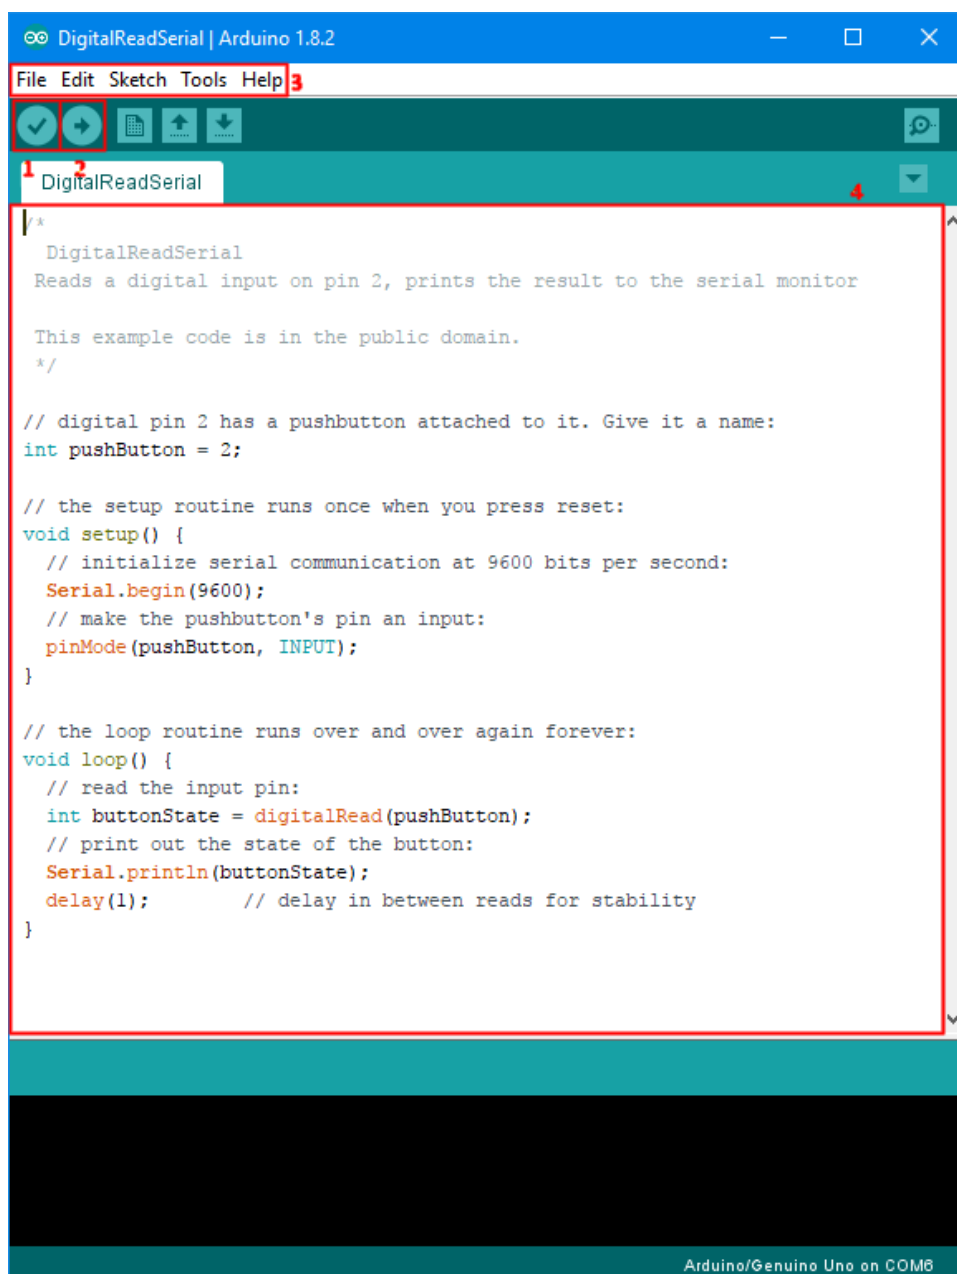 DigitalReadSerial | Arduino 1.8.2
File Edit Sketch Tools Help 3
1 2
DigitalReadSerial
4
/*
  DigitalReadSerial
 Reads a digital input on pin 2, prints the result to the serial monitor

 This example code is in the public domain.
 */

// digital pin 2 has a pushbutton attached to it. Give it a name:
int pushButton = 2;

// the setup routine runs once when you press reset:
void setup() {
  // initialize serial communication at 9600 bits per second:
  Serial.begin(9600);
  // make the pushbutton's pin an input:
  pinMode(pushButton, INPUT);
}

// the loop routine runs over and over again forever:
void loop() {
  // read the input pin:
  int buttonState = digitalRead(pushButton);
  // print out the state of the button:
  Serial.println(buttonState);
  delay(1);        // delay in between reads for stability
}
Arduino/Genuino Uno on COM6